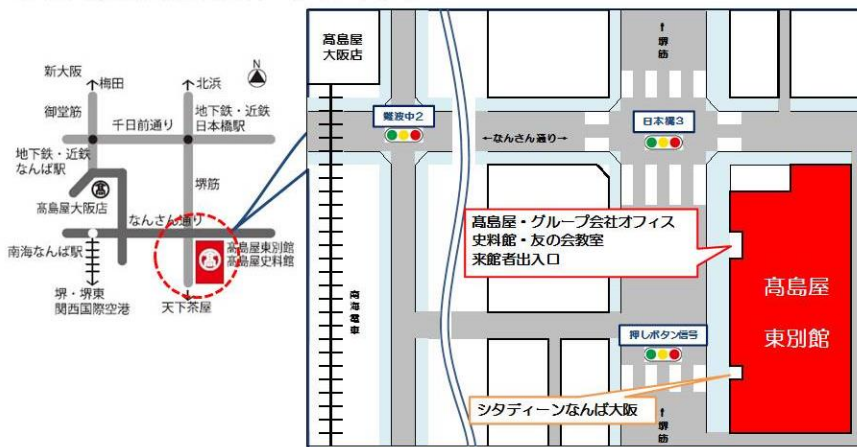 新大阪
梅田
北浜
N
御堂筋
地下鉄・近鉄
日本橋駅
千日前通り
地下鉄・近鉄
なんば駅
髙島屋大阪店
堺筋
なんさん通り
南海なんば駅
髙島屋東別館
髙島屋史料館
堺・堺東
関西国際空港
天下茶屋
髙島屋
大阪店
↑堺筋
難波中2
日本橋3
←なんさん通り→
髙島屋・グループ会社オフィス
史料館・友の会教室
来館者出入口
南海電車
髙島屋
東別館
押しボタン信号
シタディーンなんば大阪
↑堺筋